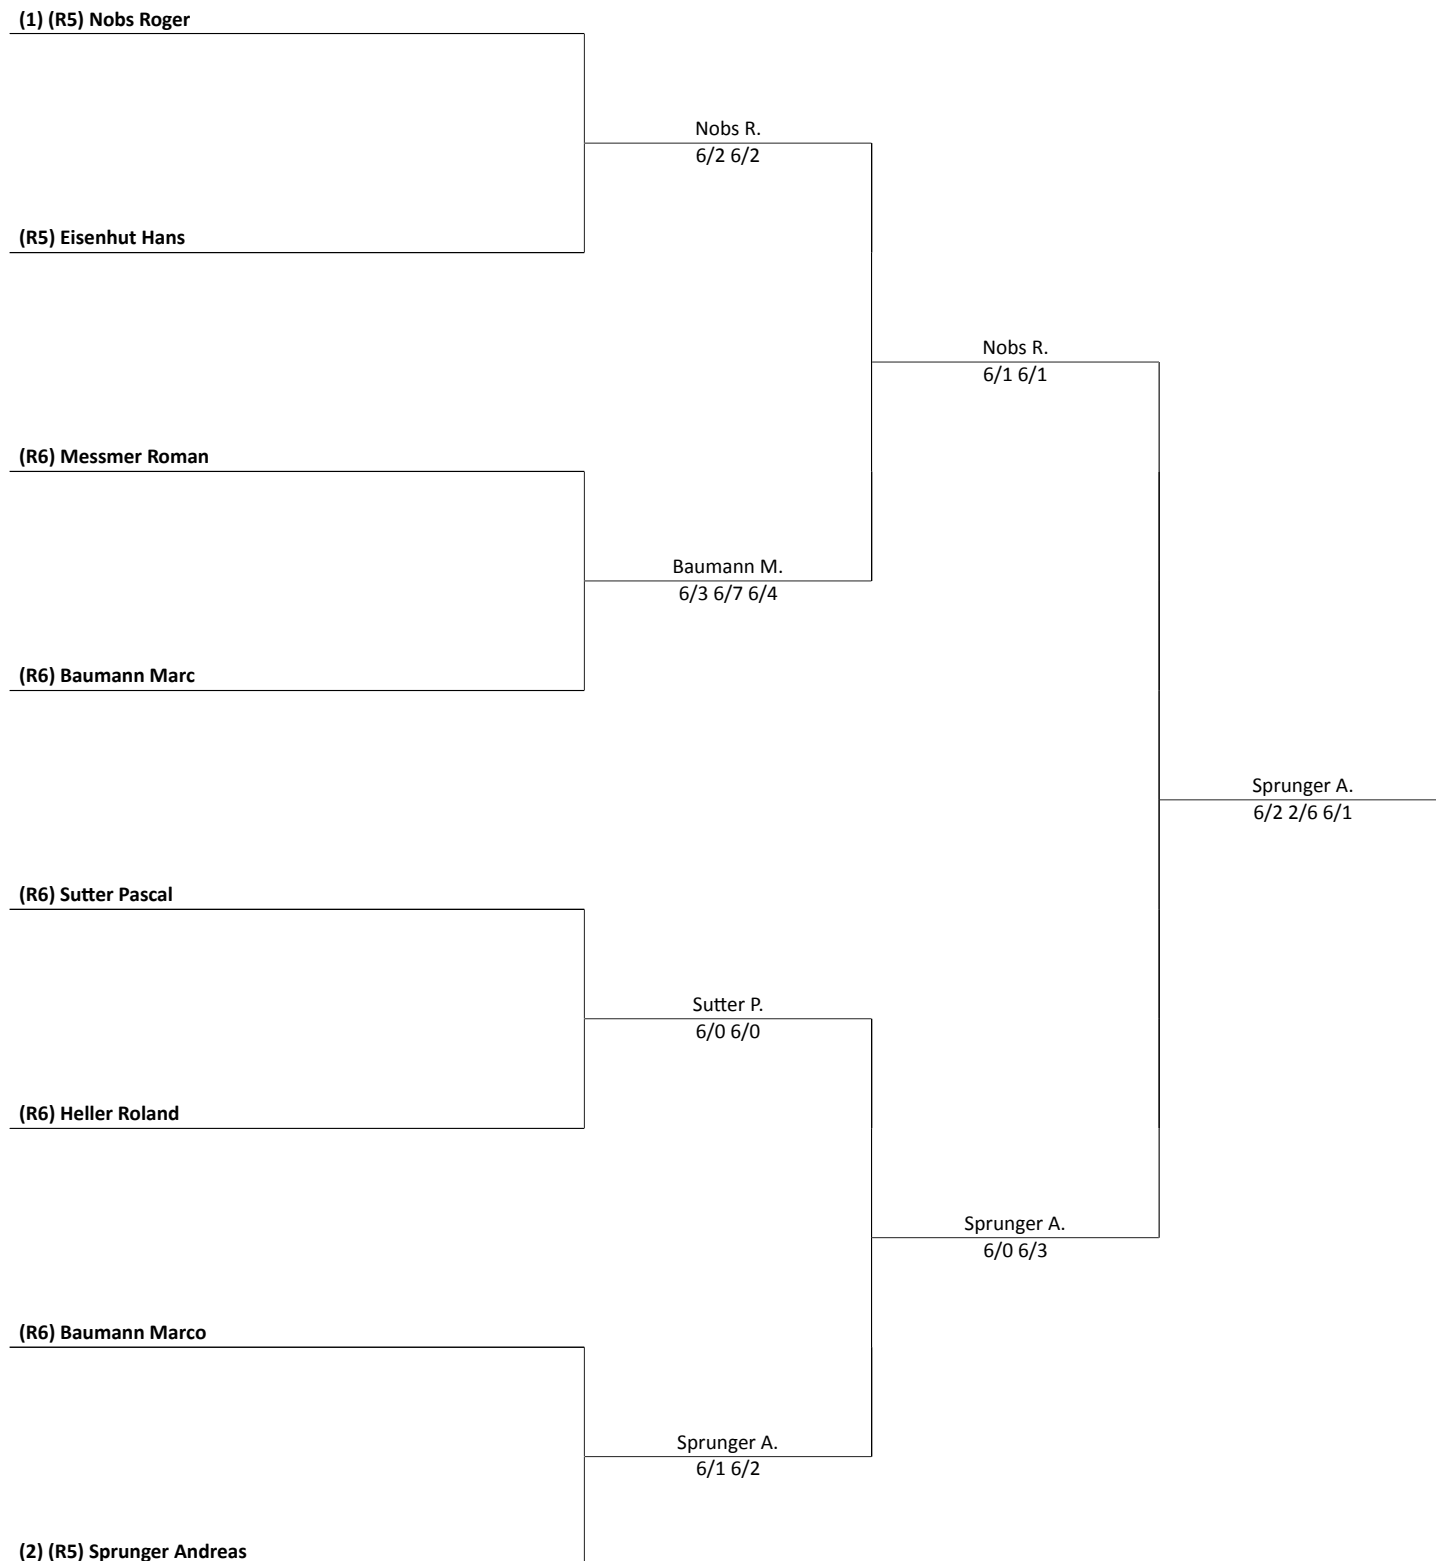 (1) (R5) Nobs Roger
Nobs R.
6/2 6/2
(R5) Eisenhut Hans
Nobs R.
6/1 6/1
(R6) Messmer Roman
Baumann M.
6/3 6/7 6/4
(R6) Baumann Marc
Sprunger A.
6/2 2/6 6/1
(R6) Sutter Pascal
Sutter P.
6/0 6/0
(R6) Heller Roland
Sprunger A.
6/0 6/3
(R6) Baumann Marco
Sprunger A.
6/1 6/2
(2) (R5) Sprunger Andreas